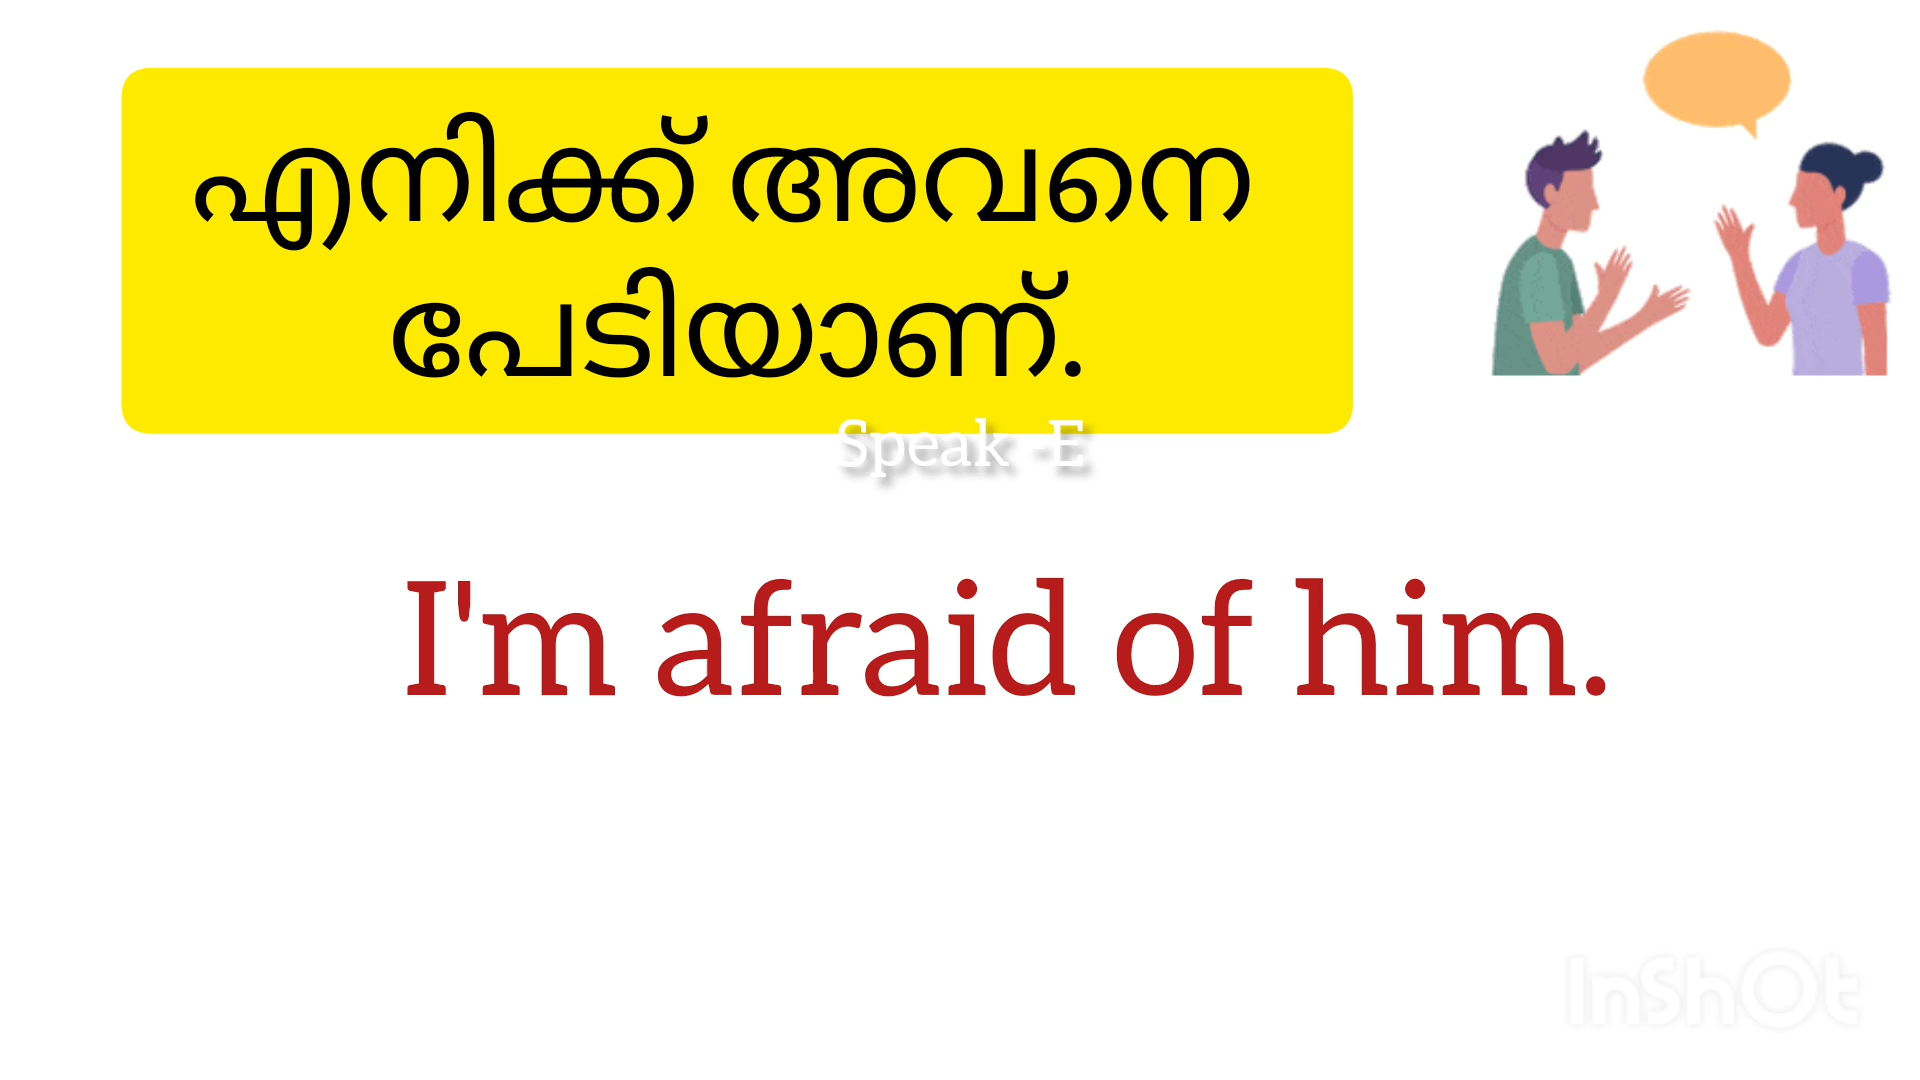 എനിക്ക് അവനെ
പേടിയാണ്.
Speak -E
I'm afraid of him.
InShOt